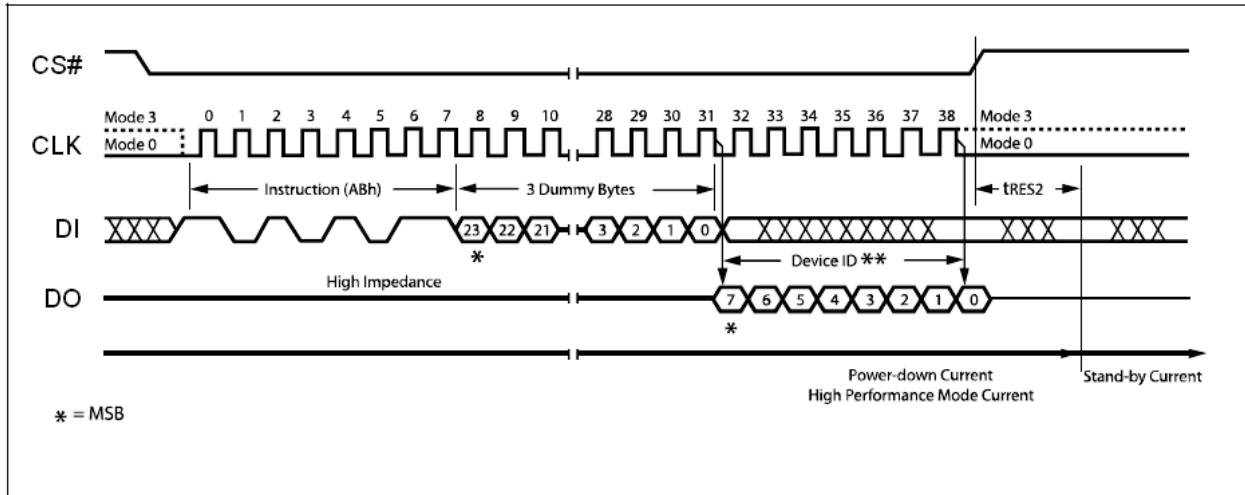 CS#
Mode 3 0 1 2 3 4 5 6 7 8 9 10 28 29 30 31 32 33 34 35 36 37 38 Mode 3
CLK Mode 0 Mode 0
Instruction (ABh) 3 Dummy Bytes tRES2
DI 23 22 21 3 2 1 0
* Device ID **
High Impedance
DO 7 6 5 4 3 2 1 0
*
Power-down Current Stand-by Current
High Performance Mode Current
* = MSB